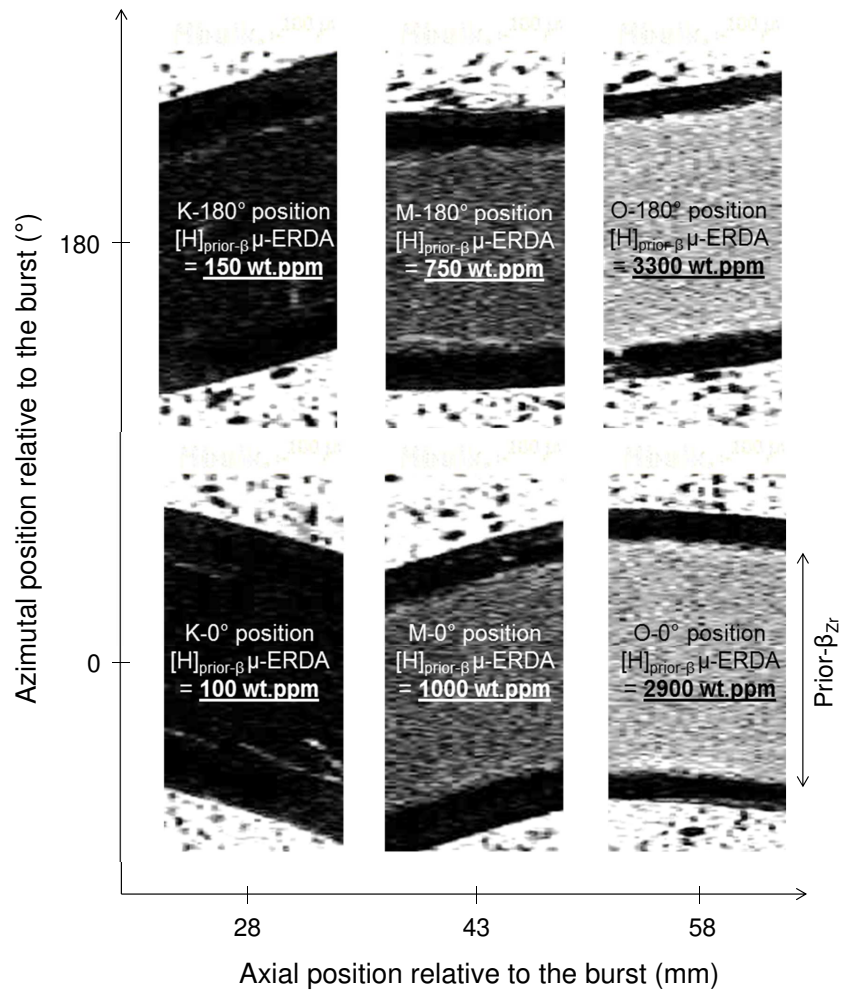 K-180° position
[H]prior-β µ-ERDA
= 150 wt.ppm
M-180° position
[H]prior-β µ-ERDA
= 750 wt.ppm
O-180° position
[H]prior-β µ-ERDA
= 3300 wt.ppm
180
Azimutal position relative to the burst (°)
K-0° position
[H]prior-β µ-ERDA
= 100 wt.ppm
M-0° position
[H]prior-β µ-ERDA
= 1000 wt.ppm
O-0° position
[H]prior-β µ-ERDA
= 2900 wt.ppm
0
Prior-βZr
28
43
58
Axial position relative to the burst (mm)